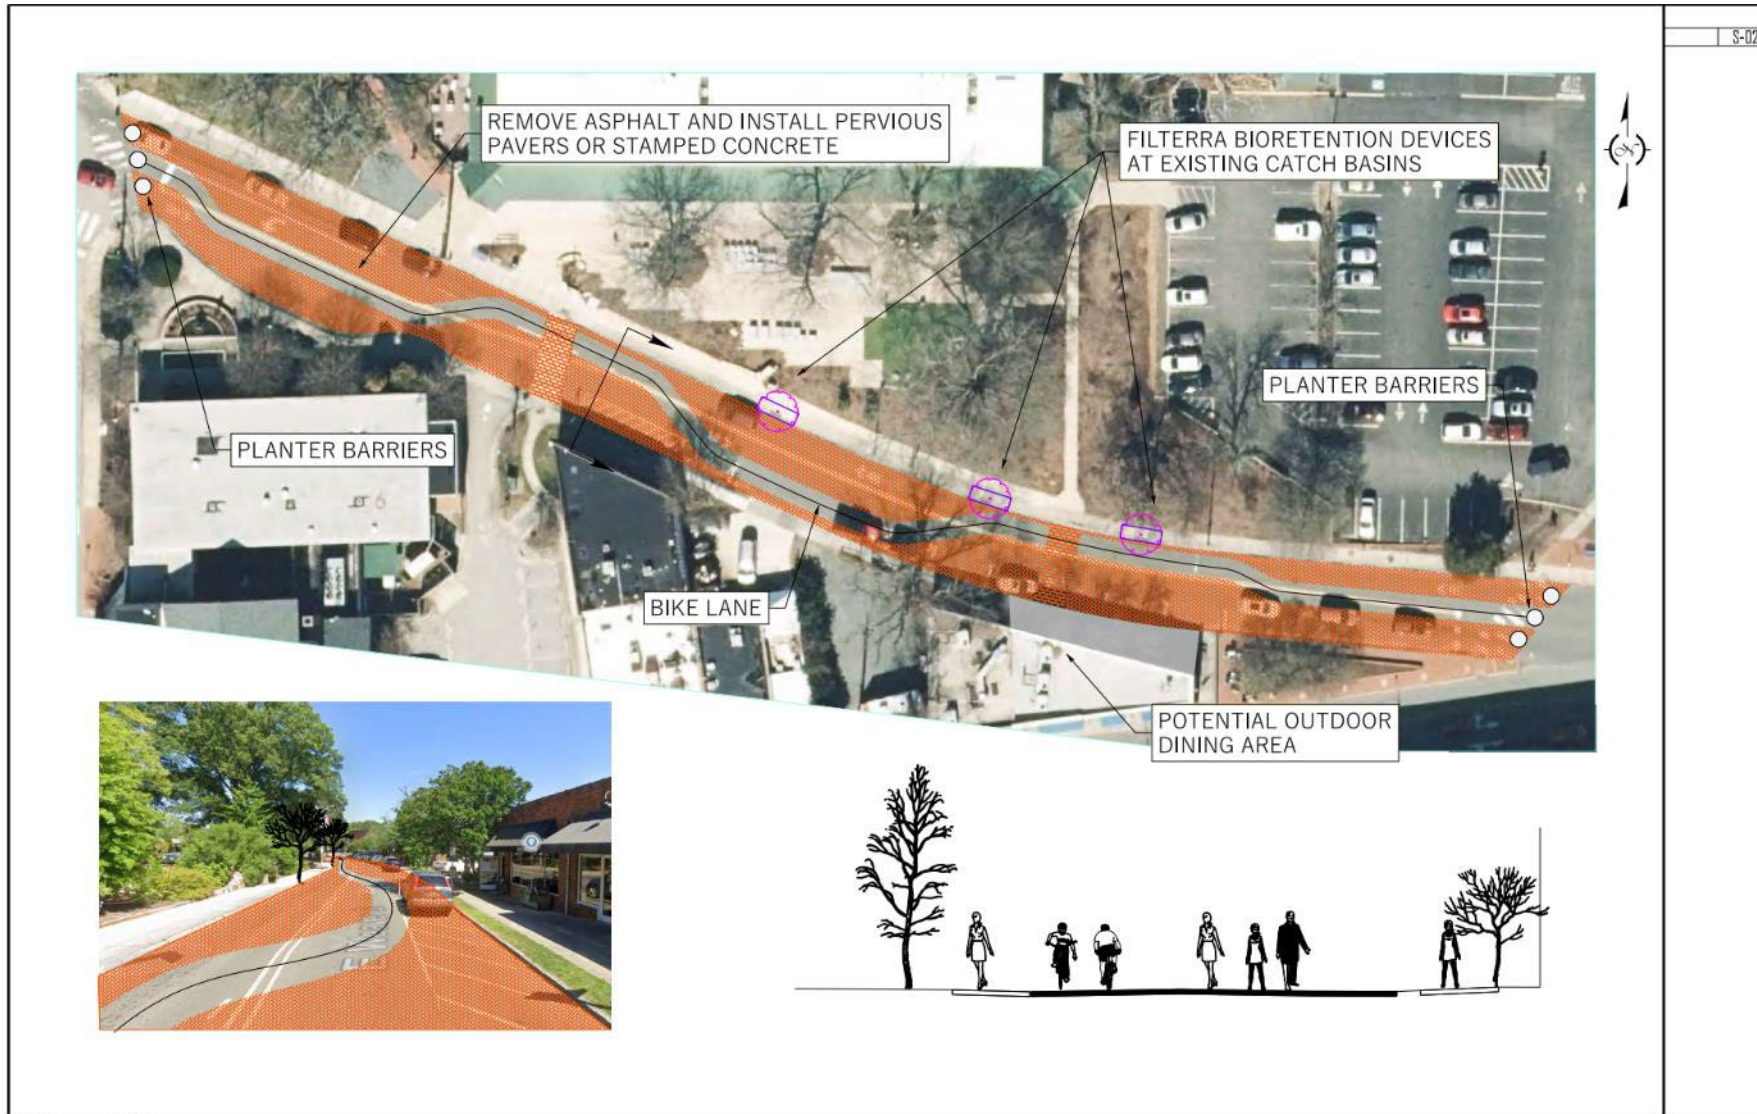 S-02
REMOVE ASPHALT AND INSTALL PERVIOUS
PAVERS OR STAMPED CONCRETE
FILTERRA BIORETENTION DEVICES
AT EXISTING CATCH BASINS
PLANTER BARRIERS
PLANTER BARRIERS
BIKE LANE
POTENTIAL OUTDOOR
DINING AREA